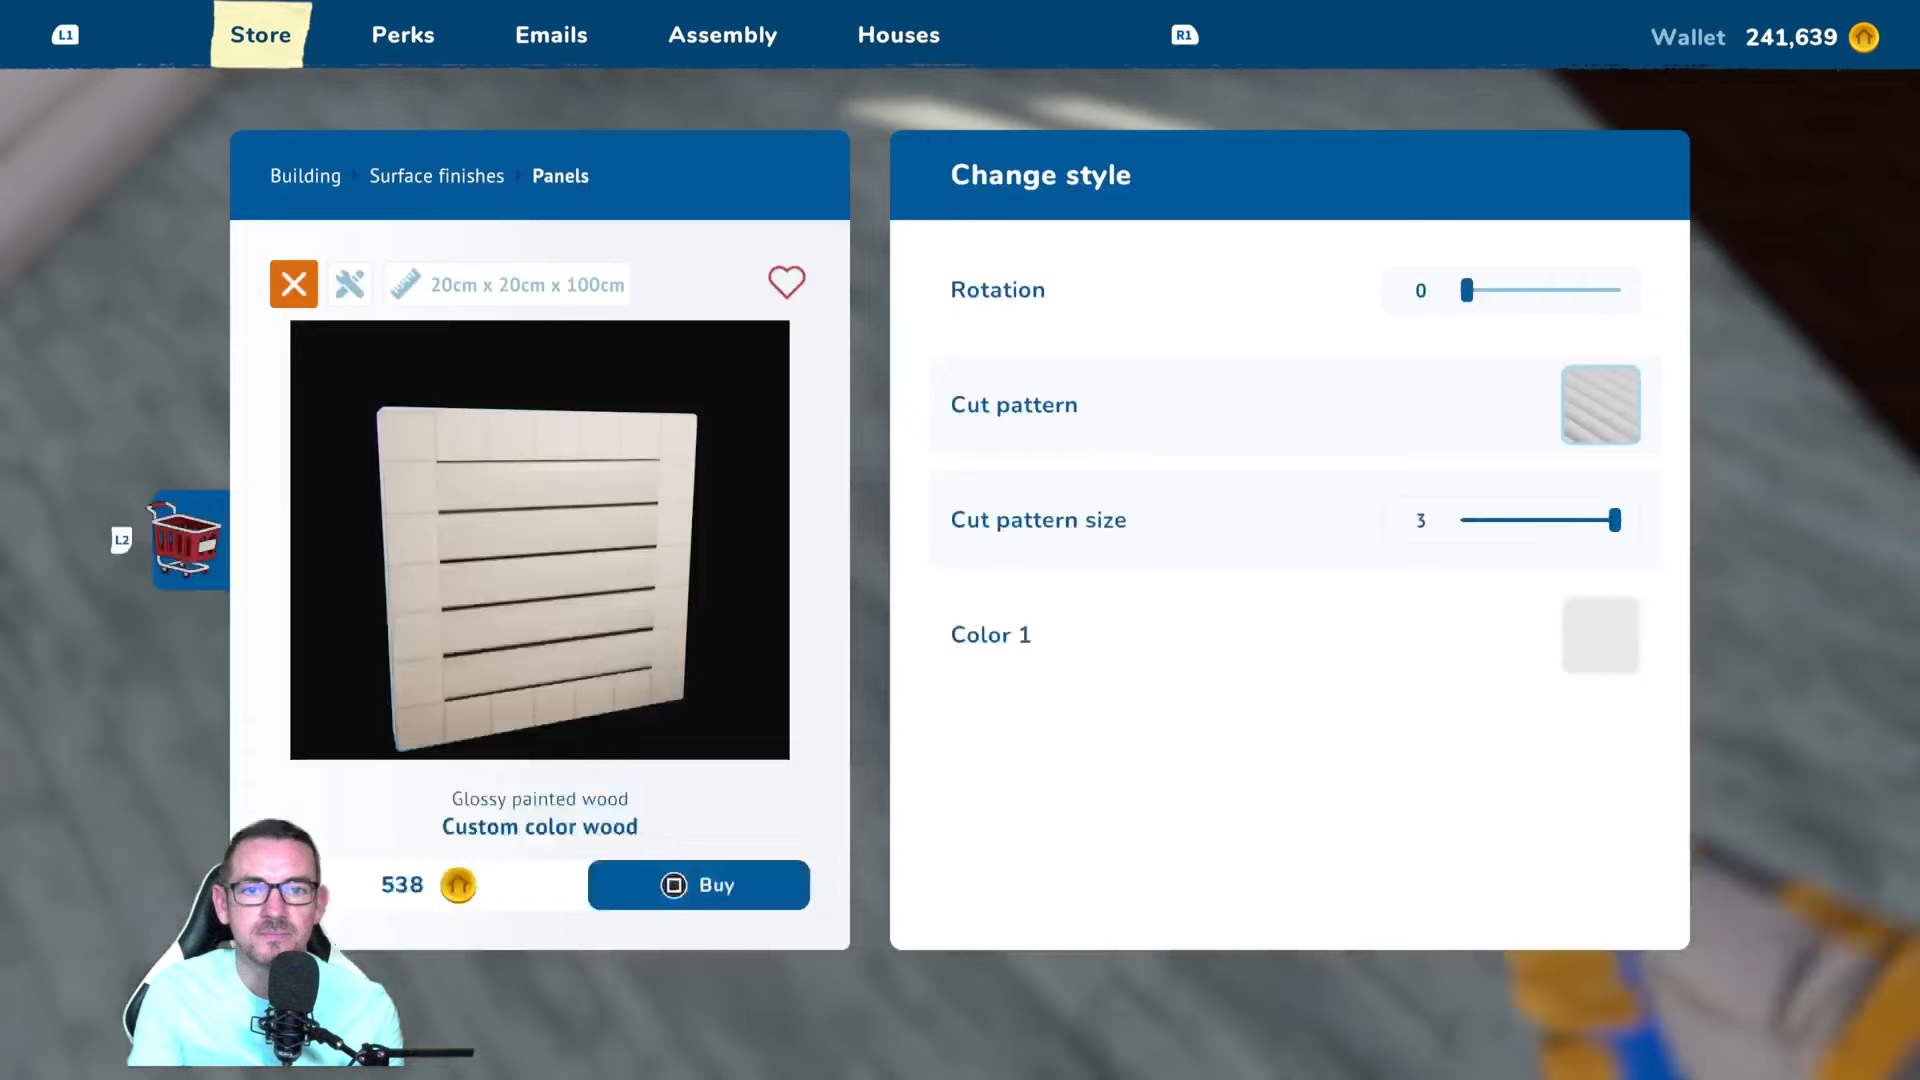 L1
Store
Perks
Emails
Assembly
Houses
R1
Wallet 241,639
Building
Surface finishes
Panels
Change style
20cm x 20cm x 100cm
Rotation
0
Cut pattern
Cut pattern size
3
L2
Color 1
Glossy painted wood
Custom color wood
538
Buy